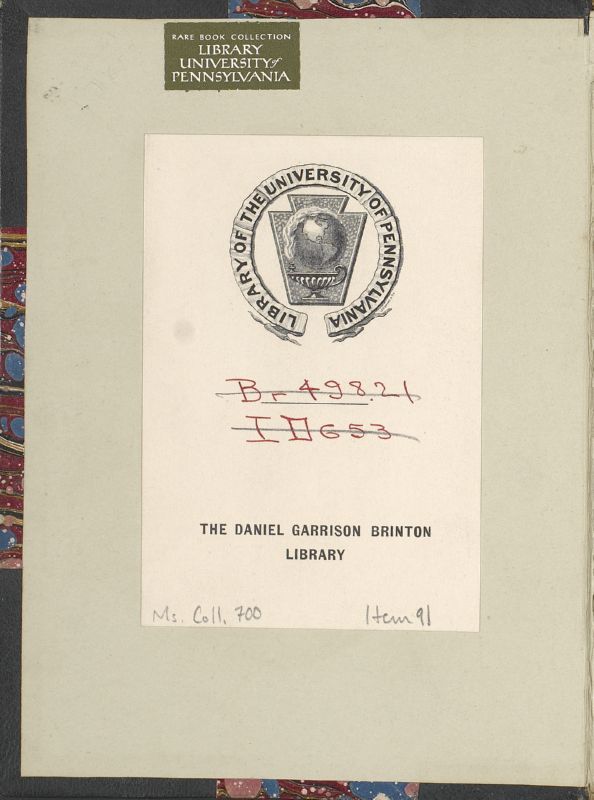 RARE BOOK COLLECTION
LIBRARY
UNIVERSITY of
PENNSYLVANIA
LIBRARY OF THE UNIVERSITY OF PENNSYLVANIA
Br 498.21
I D G53
THE DANIEL GARRISON BRINTON
LIBRARY
Ms. Coll. 700 Item 91